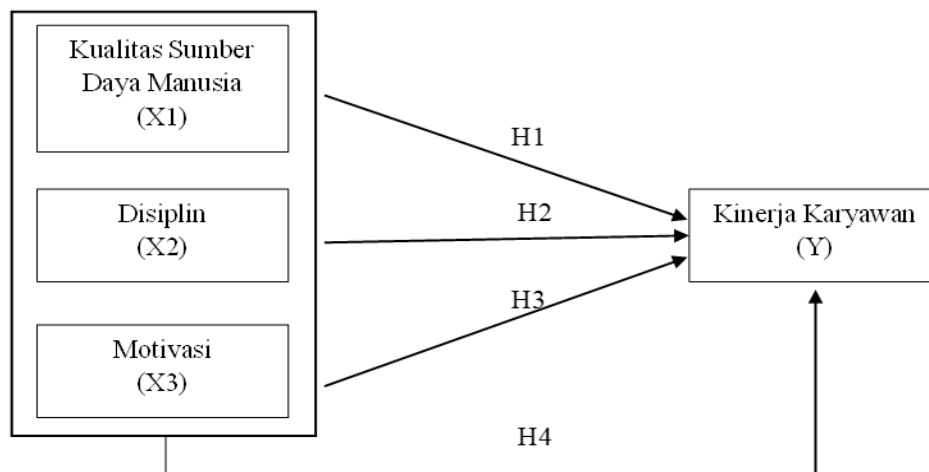 Kualitas Sumber
Daya Manusia
(X1)
H1
Disiplin
(X2)
H2
Kinerja Karyawan
(Y)
H3
Motivasi
(X3)
H4